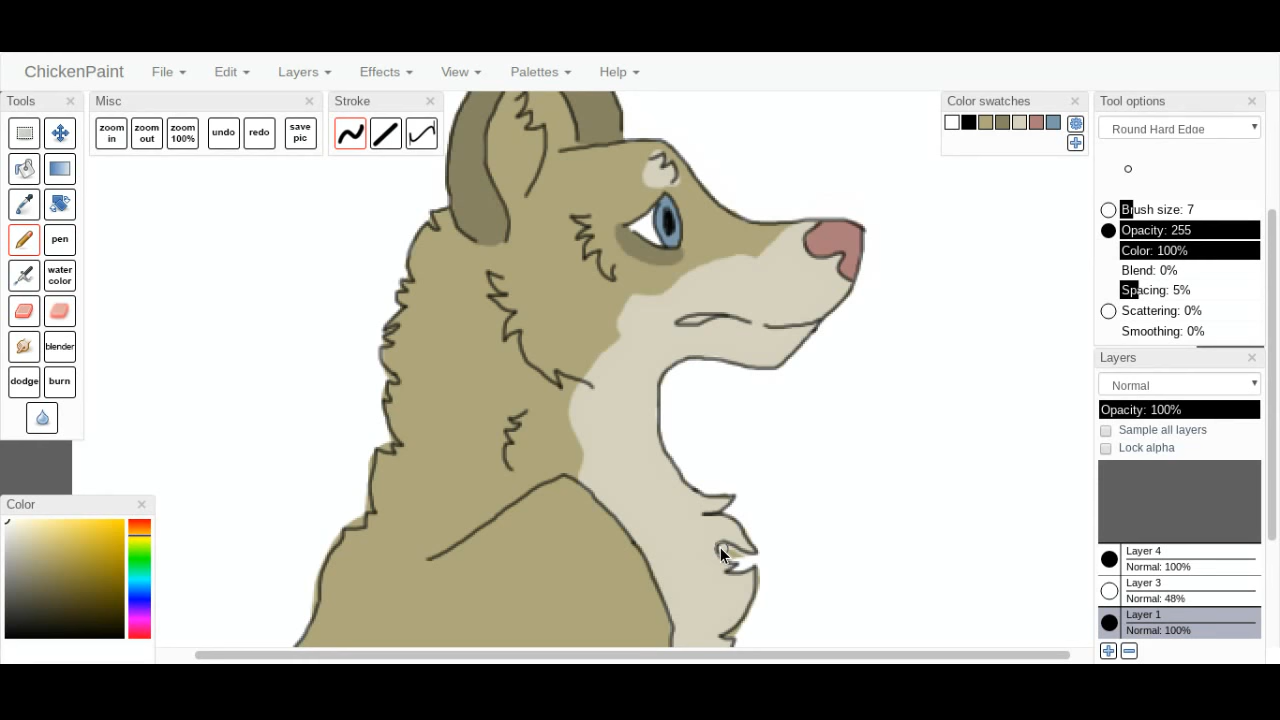 ChickenPaint File Edit Layers Effects View Palettes Help
Tools
Misc
Stroke
Color swatches
Tool options
zoom in
zoom out
zoom 100%
undo
redo
save pic
pen
water color
blender
dodge
burn
Round Hard Edge
Brush size: 7
Opacity: 255
Color: 100%
Blend: 0%
Spacing: 5%
Scattering: 0%
Smoothing: 0%
Layers
Normal
Opacity: 100%
Sample all layers
Lock alpha
Layer 4
Normal: 100%
Layer 3
Normal: 48%
Layer 1
Normal: 100%
Color